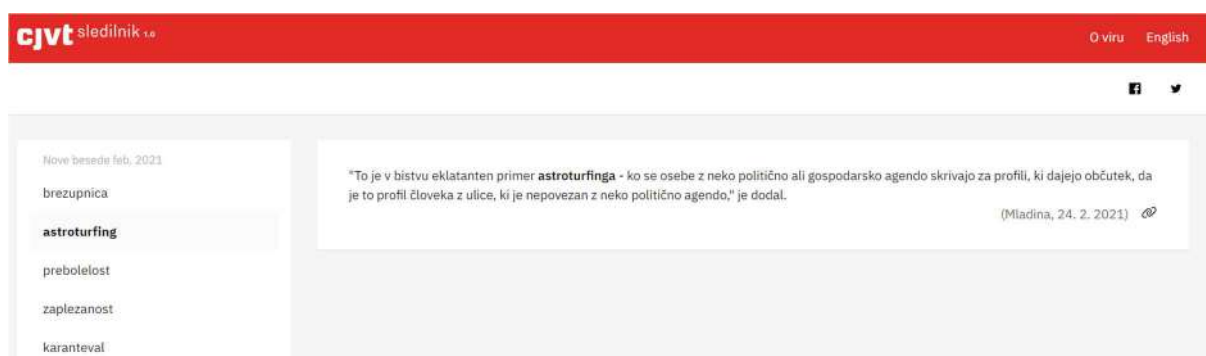 cjvt sledilnik 1.0
O viru English
Nove besede feb. 2021
brezupnica
astroturfing
prebolelost
zaplezanost
karanteval
"To je v bistvu eklatanten primer astroturfinga - ko se osebe z neko politično ali gospodarsko agendo skrivajo za profili, ki dajejo občutek, da
je to profil človeka z ulice, ki je nepovezan z neko politično agendo," je dodal.
(Mladina, 24. 2. 2021)